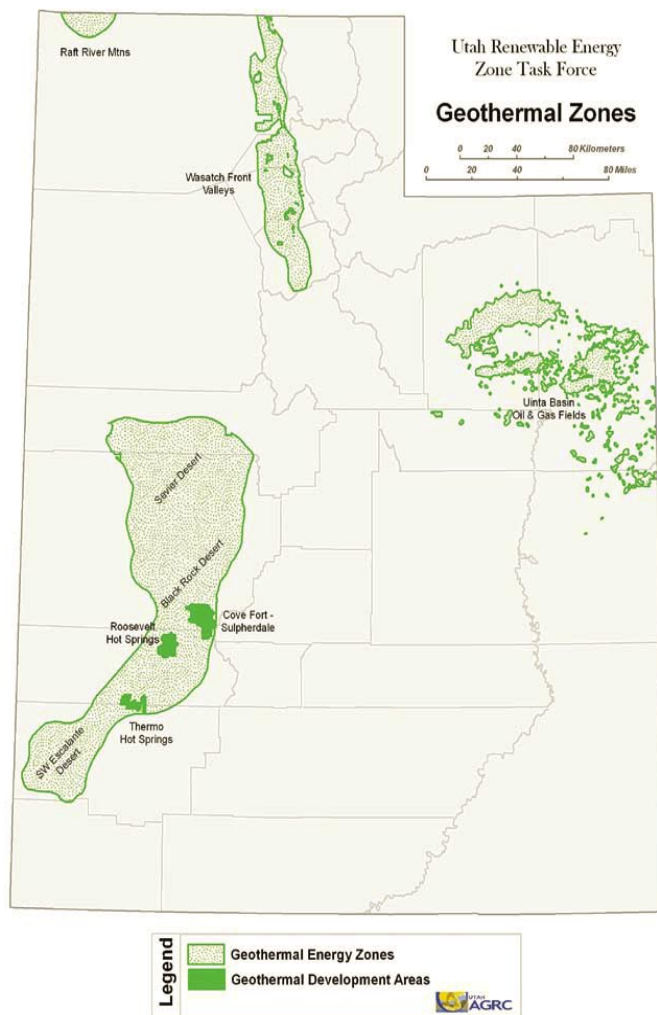 Utah Renewable Energy
Zone Task Force
Geothermal Zones
0 20 40 80 Kilometers
0 20 40 80 Miles
Raft River Mtns
Wasatch Front
Valleys
Uinta Basin
Oil & Gas Fields
Sevier Desert
Black Rock Desert
Cove Fort -
Sulpherdale
Roosevelt
Hot Springs
Thermo
Hot Springs
SW Escalante
Desert
Legend
Geothermal Energy Zones
Geothermal Development Areas
UTAH
AGRC